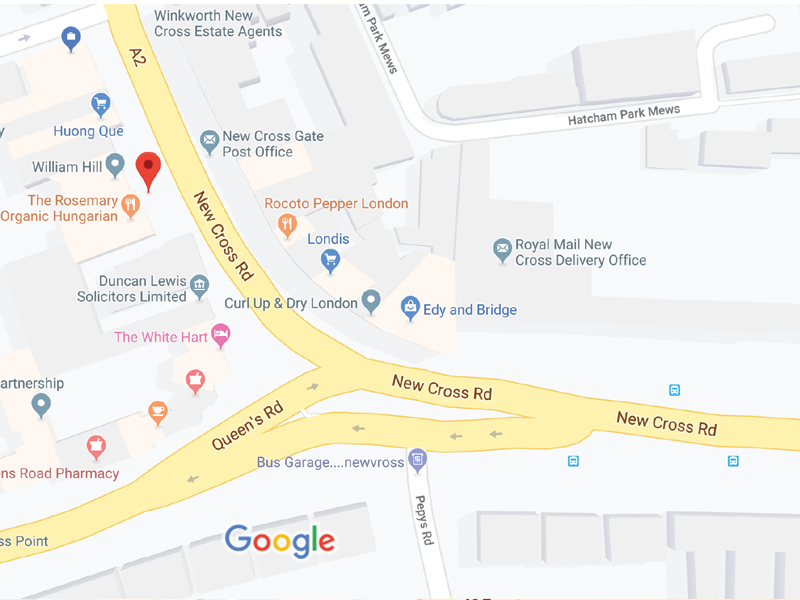 Winkworth New
Cross Estate Agents
A2
Hatcham Park Mews
Huong Que
New Cross Gate
Post Office
William Hill
The Rosemary
Organic Hungarian
New Cross Rd
Rocoto Pepper London
Londis
Royal Mail New
Cross Delivery Office
Duncan Lewis
Solicitors Limited
Curl Up & Dry London
Edy and Bridge
The White Hart
artnership
New Cross Rd
Queen's Rd
New Cross Rd
ens Road Pharmacy
Bus Garage....newvross
Pepys Rd
ss Point
Google